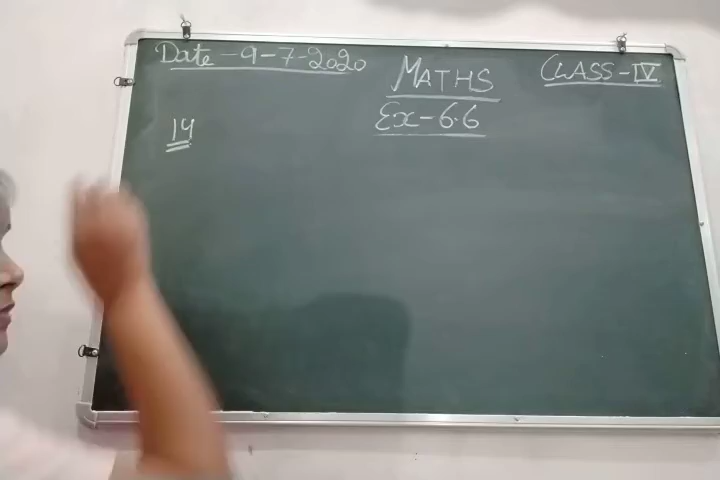 Date - 9-7-2020
MATHS
CLASS-IV
Ex-6.6
14